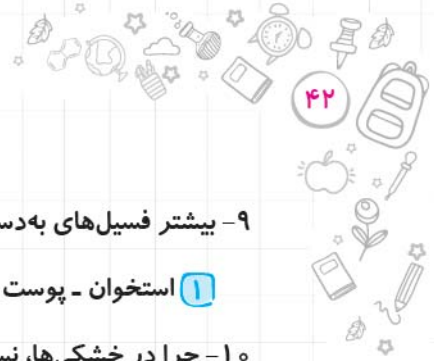 ۴۲
۹- بیشتر فسیل‌های به‌دس
۱ استخوان ـ پوست
۱۰- چرا در خشکی‌ها، نس